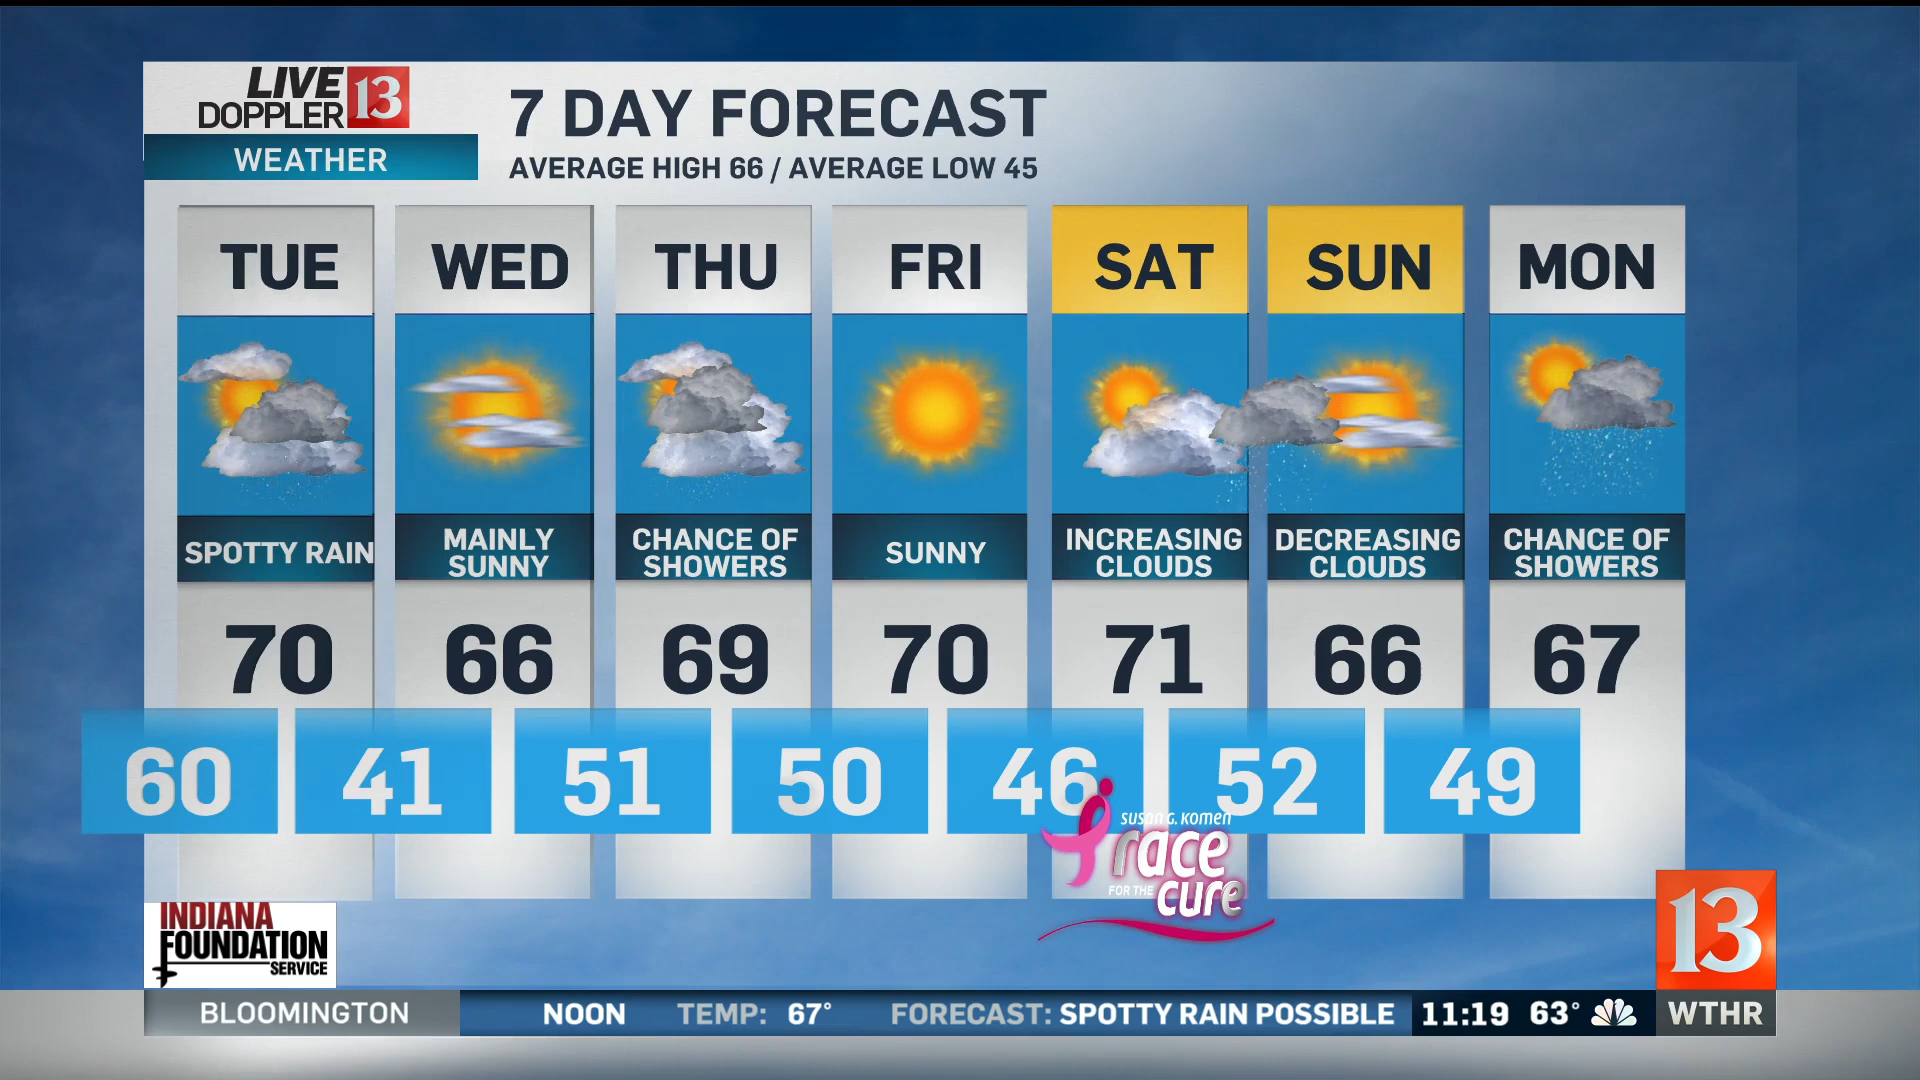 LIVE
DOPPLER 13
WEATHER
7 DAY FORECAST
AVERAGE HIGH 66 / AVERAGE LOW 45
TUE WED THU FRI SAT SUN MON
SPOTTY RAIN
MAINLY
SUNNY
CHANCE OF
SHOWERS
SUNNY
INCREASING
CLOUDS
DECREASING
CLOUDS
CHANCE OF
SHOWERS
70 66 69 70 71 66 67
60 41 51 50 46 52 49
SUSAN G. KOMEN
race
FOR THE
cure
INDIANA
FOUNDATION
SERVICE
13
BLOOMINGTON NOON TEMP: 67° FORECAST: SPOTTY RAIN POSSIBLE 11:19 63° WTHR